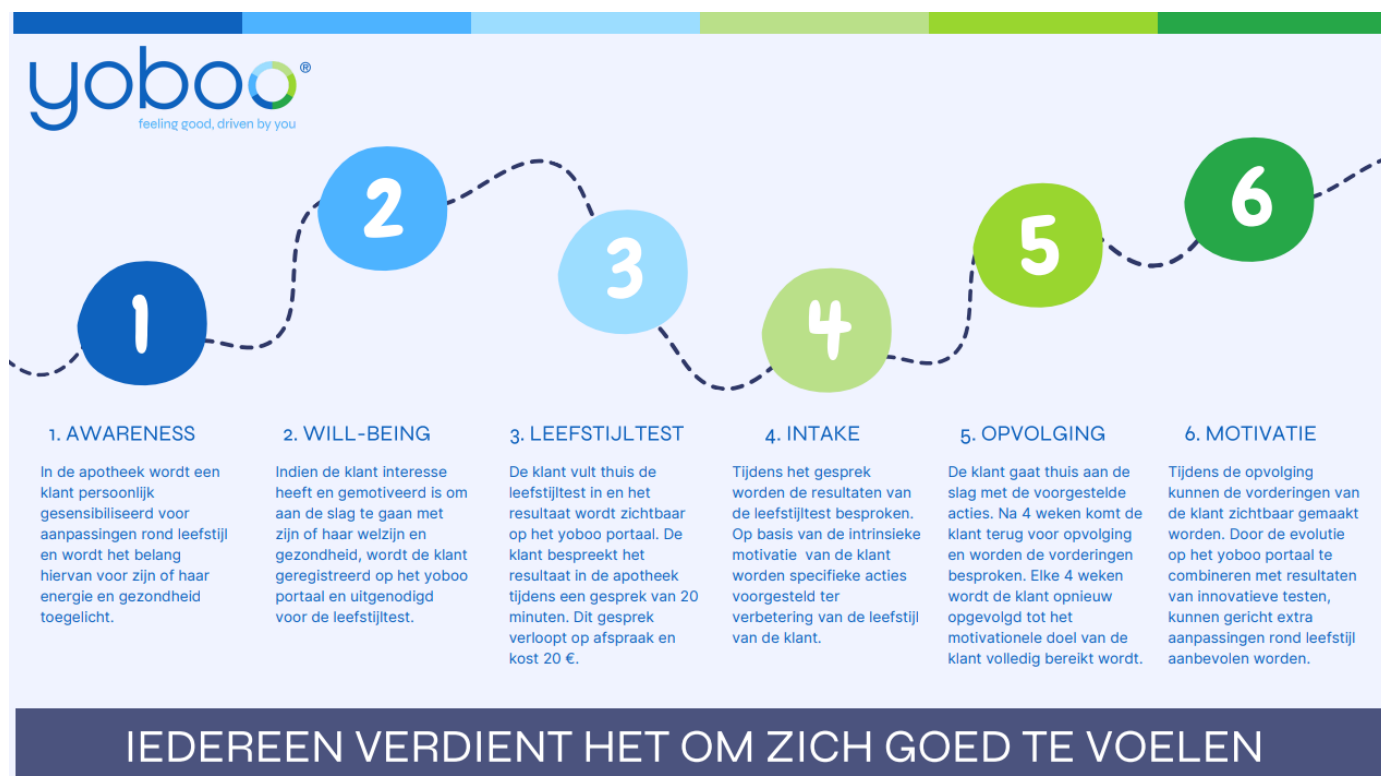 yoboo®
feeling good, driven by you
1
2
3
4
5
6
1. AWARENESS
In de apotheek wordt een
klant persoonlijk
gesensibiliseerd voor
aanpassingen rond leefstijl
en wordt het belang
hiervan voor zijn of haar
energie en gezondheid
toegelicht.
2. WILL-BEING
Indien de klant interesse
heeft en gemotiveerd is om
aan de slag te gaan met
zijn of haar welzijn en
gezondheid, wordt de klant
geregistreerd op het yoboo
portaal en uitgenodigd
voor de leefstijltest.
3. LEEFSTIJLTEST
De klant vult thuis de
leefstijltest in en het
resultaat wordt zichtbaar
op het yoboo portaal. De
klant bespreekt het
resultaat in de apotheek
tijdens een gesprek van 20
minuten. Dit gesprek
verloopt op afspraak en
kost 20 €.
4. INTAKE
Tijdens het gesprek
worden de resultaten van
de leefstijltest besproken.
Op basis van de intrinsieke
motivatie van de klant
worden specifieke acties
voorgesteld ter
verbetering van de leefstijl
van de klant.
5. OPVOLGING
De klant gaat thuis aan de
slag met de voorgestelde
acties. Na 4 weken komt de
klant terug voor opvolging
en worden de vorderingen
besproken. Elke 4 weken
wordt de klant opnieuw
opgevolgd tot het
motivationele doel van de
klant volledig bereikt wordt.
6. MOTIVATIE
Tijdens de opvolging
kunnen de vorderingen van
de klant zichtbaar gemaakt
worden. Door de evolutie
op het yoboo portaal te
combineren met resultaten
van innovatieve testen,
kunnen gericht extra
aanpassingen rond leefstijl
aanbevolen worden.
IEDEREEN VERDIENT HET OM ZICH GOED TE VOELEN